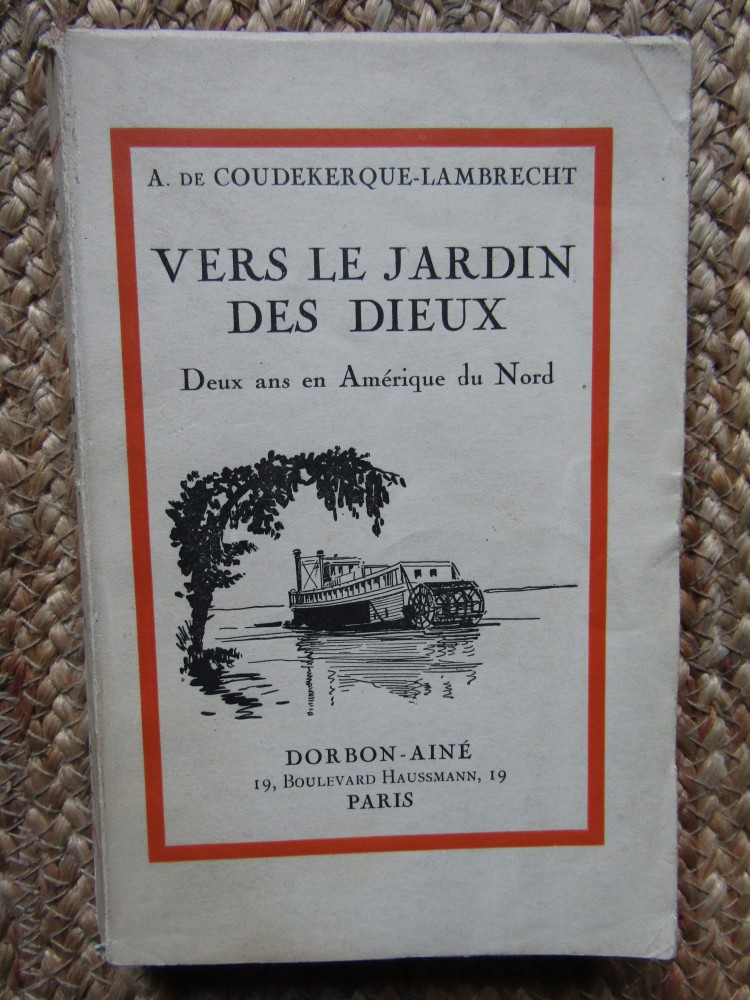 A. DE COUDEKERQUE-LAMBRECHT
VERS LE JARDIN
DES DIEUX
Deux ans en Amérique du Nord
DORBON-AINÉ
19, BOULEVARD HAUSSMANN, 19
PARIS